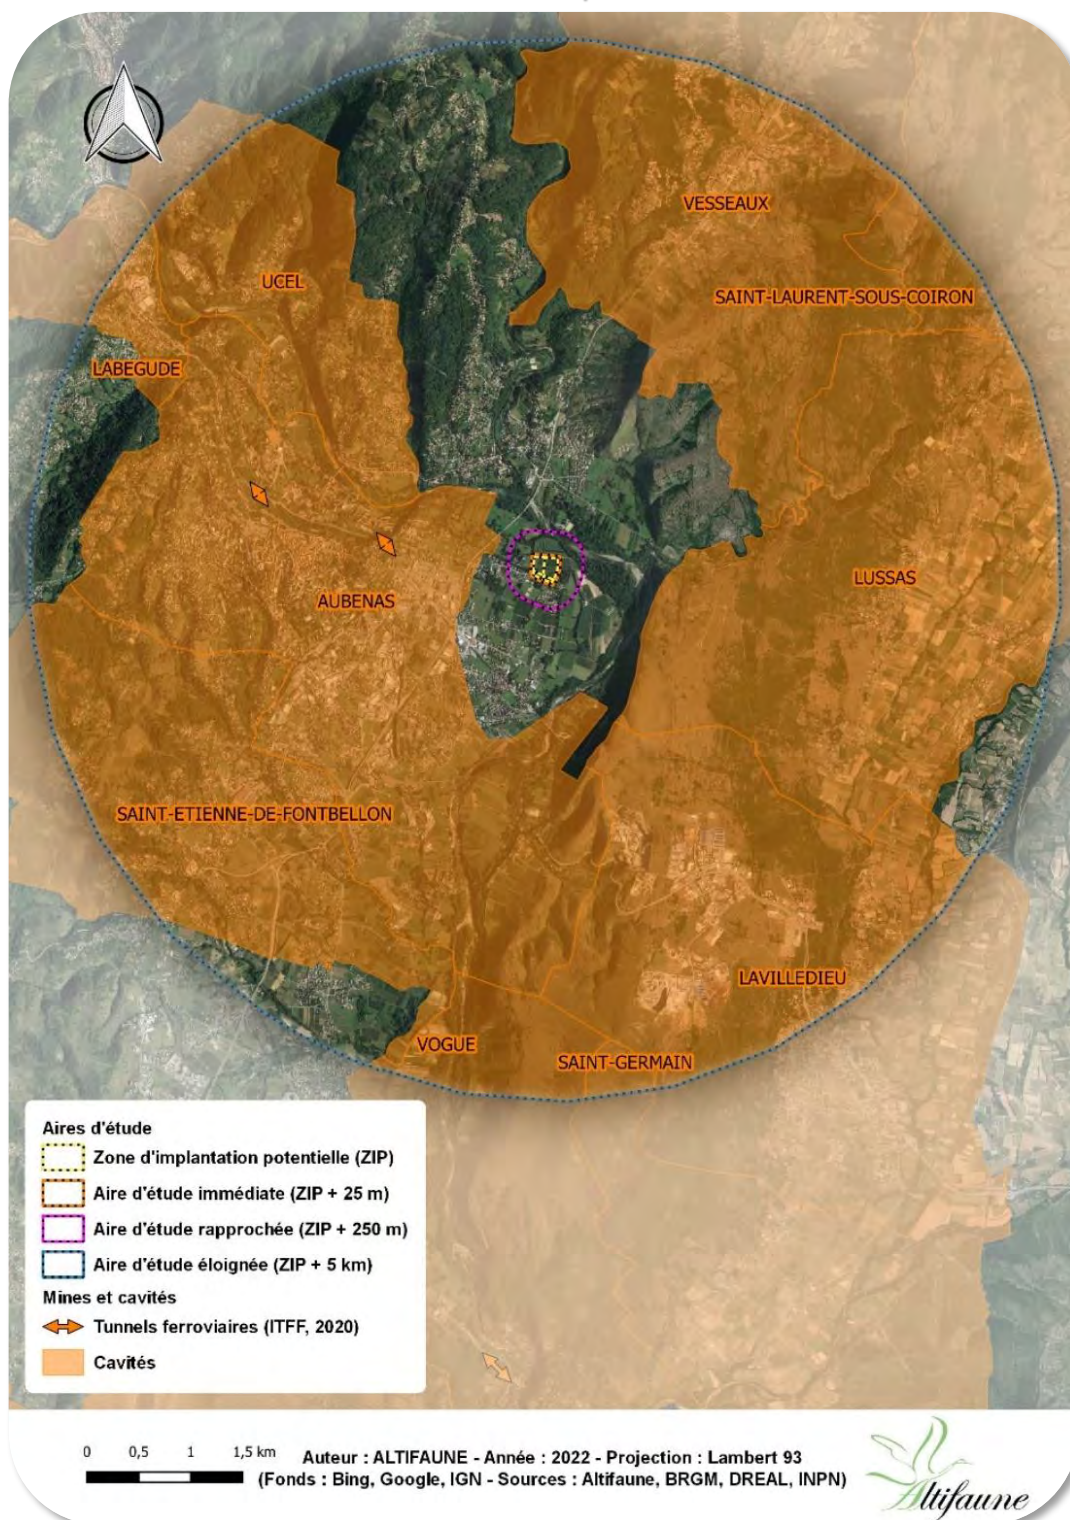 VESSEAUX
UCEL
SAINT-LAURENT-SOUS-COIRON
LABEGUDE
LUSSAS
AUBENAS
SAINT-ETIENNE-DE-FONTBELLON
LAVILLEDIEU
VOGUE
SAINT-GERMAIN
Aires d'étude
Zone d'implantation potentielle (ZIP)
Aire d'étude immédiate (ZIP + 25 m)
Aire d'étude rapprochée (ZIP + 250 m)
Aire d'étude éloignée (ZIP + 5 km)
Mines et cavités
Tunnels ferroviaires (ITFF, 2020)
Cavités
0 0,5 1 1,5 km
Auteur : ALTIFAUNE - Année : 2022 - Projection : Lambert 93
(Fonds : Bing, Google, IGN - Sources : Altifaune, BRGM, DREAL, INPN)
Altifaune